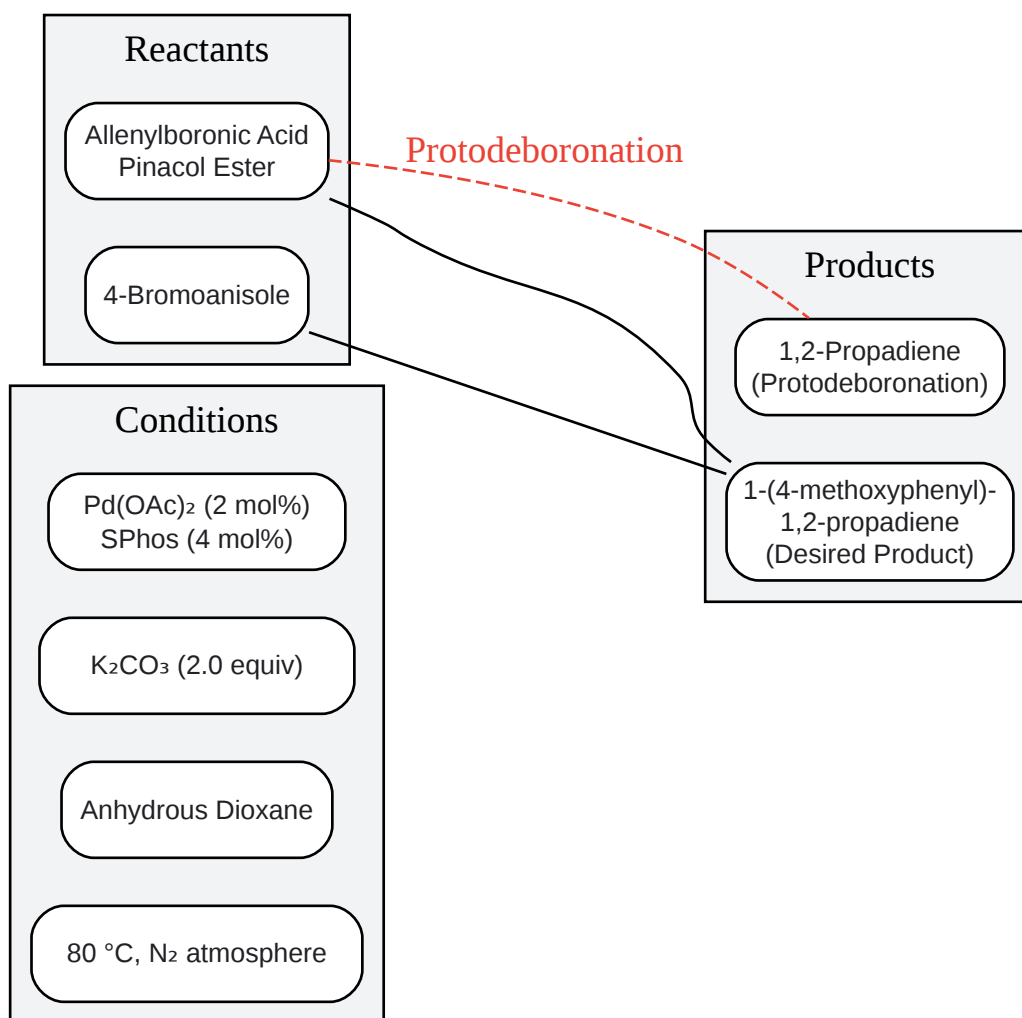 Reactants
Allenylboronic Acid
Pinacol Ester
4-Bromoanisole
Protodeboronation
Products
1,2-Propadiene
(Protodeboronation)
1-(4-methoxyphenyl)-
1,2-propadiene
(Desired Product)
Conditions
Pd(OAc)₂ (2 mol%)
SPhos (4 mol%)
K₂CO₃ (2.0 equiv)
Anhydrous Dioxane
80 °C, N₂ atmosphere